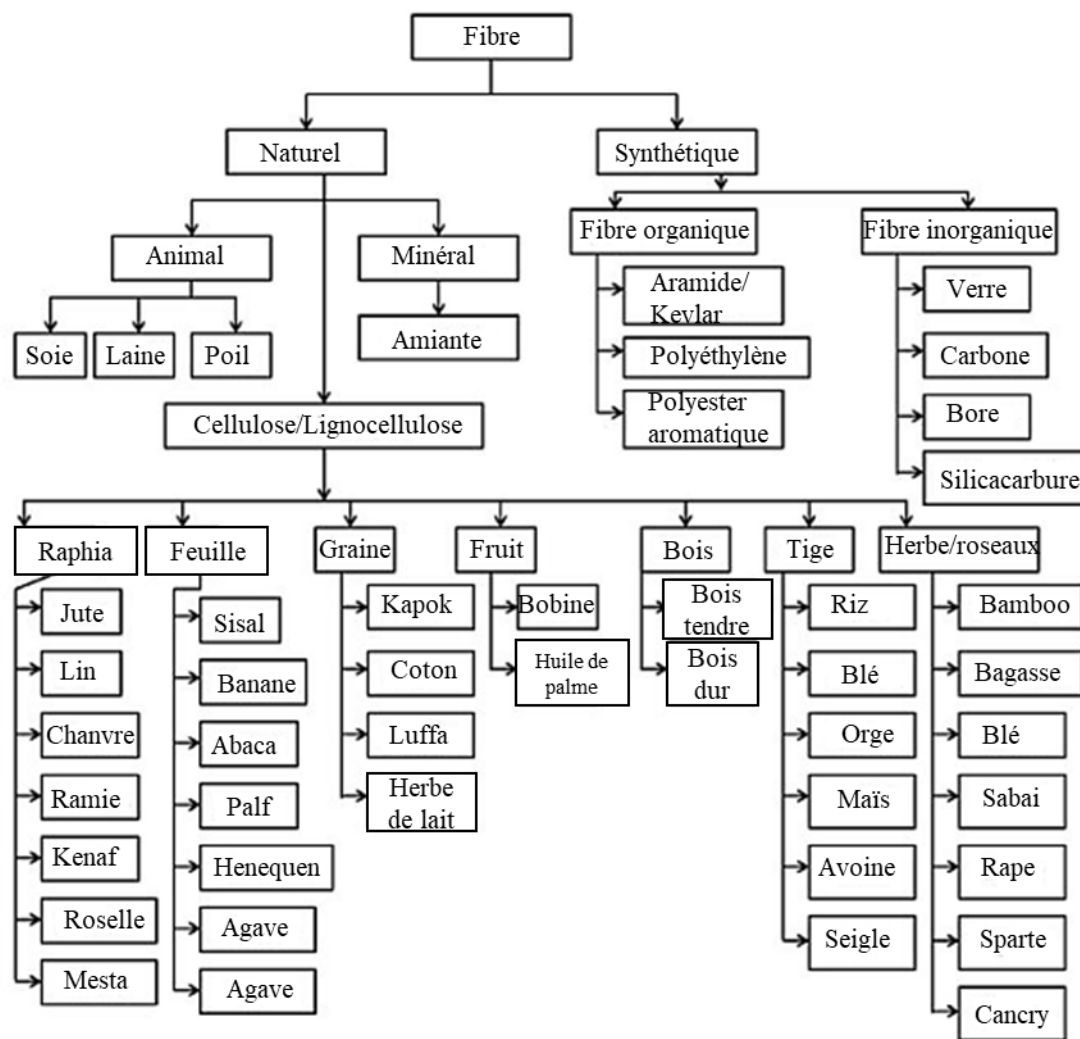 Fibre
Naturel
Synthétique
Animal
Minéral
Fibre organique
Fibre inorganique
Soie
Laine
Poil
Amiante
Aramide/
Kevlar
Polyéthylène
Polyester
aromatique
Verre
Carbone
Bore
Silicacarbure
Cellulose/Lignocellulose
Raphia
Feuille
Graine
Fruit
Bois
Tige
Herbe/roseaux
Jute
Lin
Chanvre
Ramie
Kenaf
Roselle
Mesta
Sisal
Banane
Abaca
Palf
Henequen
Agave
Agave
Kapok
Coton
Luffa
Herbe
de lait
Bobine
Huile de
palme
Bois
tendre
Bois
dur
Riz
Blé
Orge
Maïs
Avoine
Seigle
Bamboo
Bagasse
Blé
Sabai
Rape
Sparte
Cancry